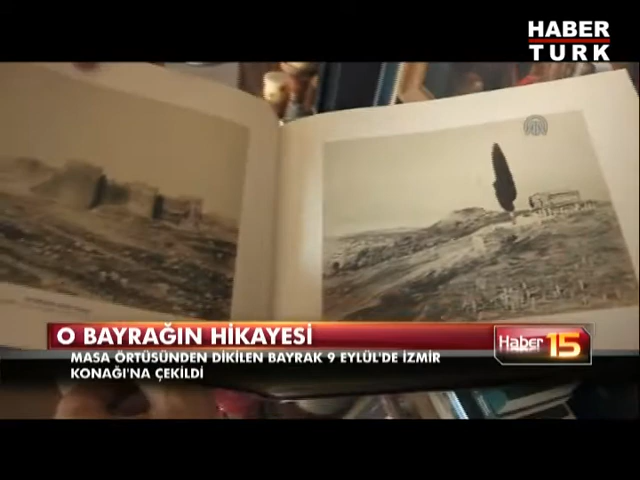 HABER
TURK
O BAYRAĞIN HİKAYESİ
Haber 15
MASA ÖRTÜSÜNDEN DİKİLEN BAYRAK 9 EYLÜL'DE İZMİR
KONAĞI'NA ÇEKİLDİ